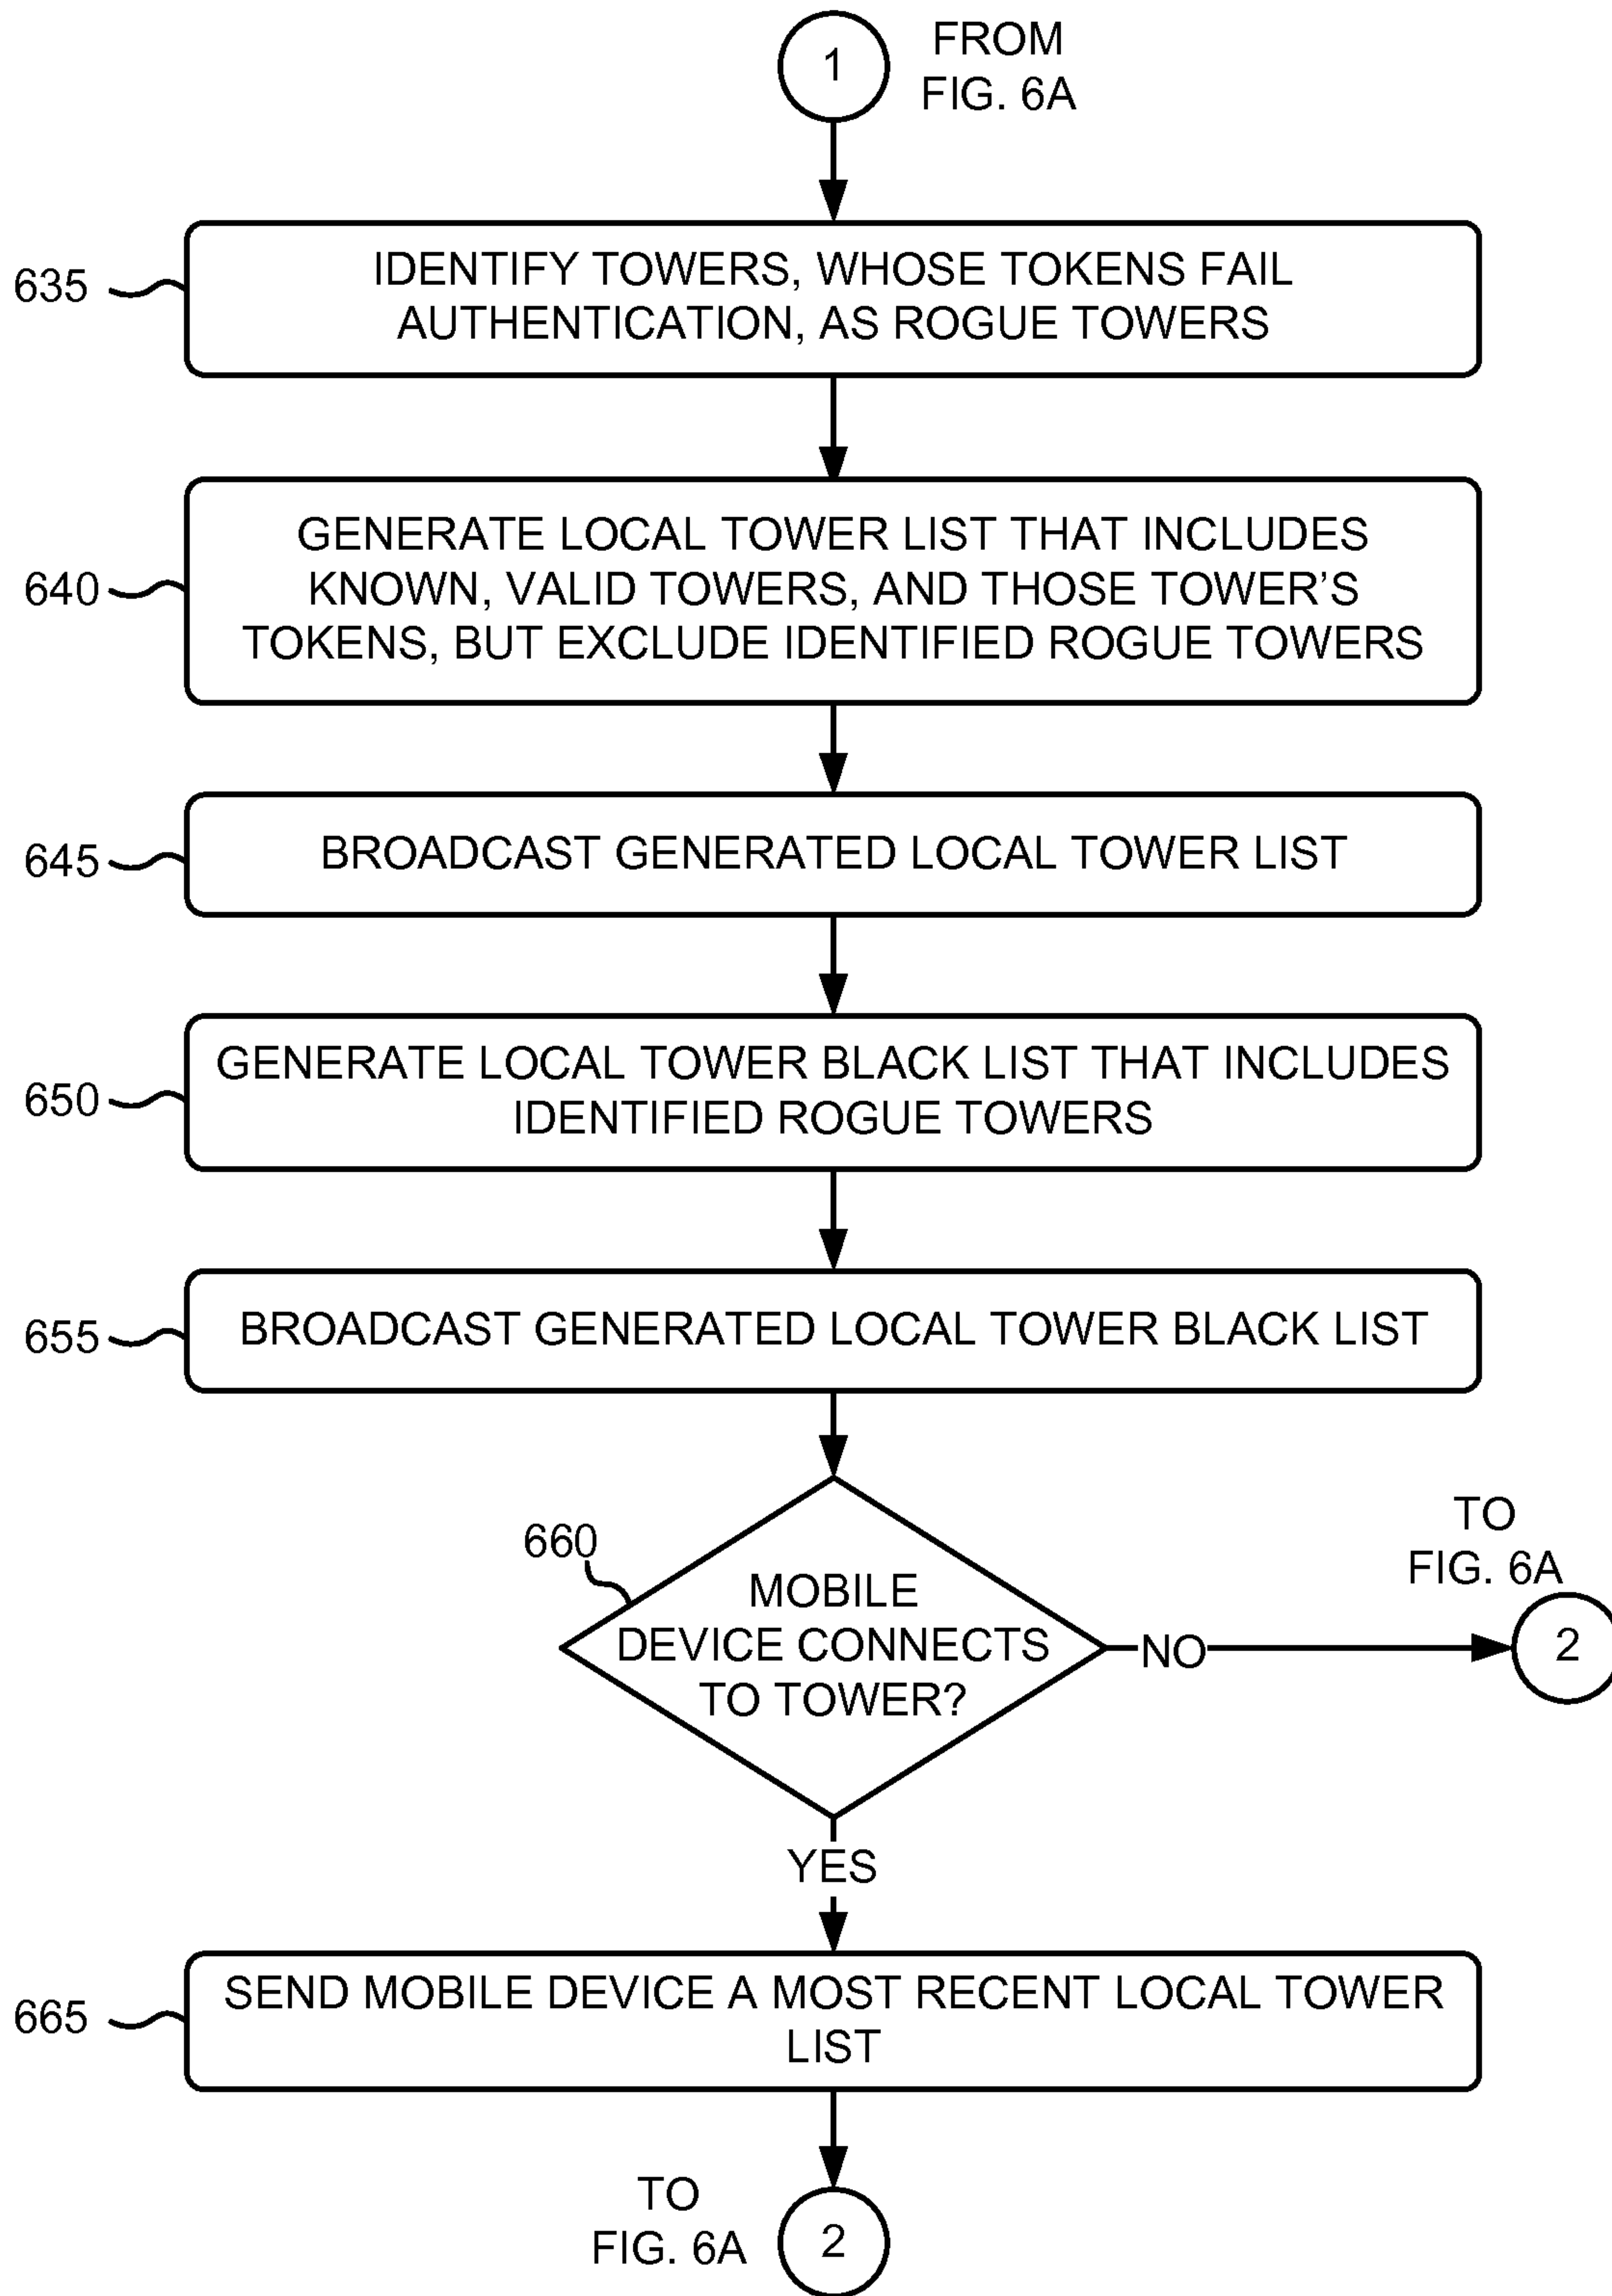 1
FROM
FIG. 6A
635
IDENTIFY TOWERS, WHOSE TOKENS FAIL
AUTHENTICATION, AS ROGUE TOWERS
640
GENERATE LOCAL TOWER LIST THAT INCLUDES
KNOWN, VALID TOWERS, AND THOSE TOWER'S
TOKENS, BUT EXCLUDE IDENTIFIED ROGUE TOWERS
645
BROADCAST GENERATED LOCAL TOWER LIST
650
GENERATE LOCAL TOWER BLACK LIST THAT INCLUDES
IDENTIFIED ROGUE TOWERS
655
BROADCAST GENERATED LOCAL TOWER BLACK LIST
660
MOBILE
DEVICE CONNECTS
TO TOWER?
NO
TO
FIG. 6A
2
YES
665
SEND MOBILE DEVICE A MOST RECENT LOCAL TOWER
LIST
TO
FIG. 6A
2